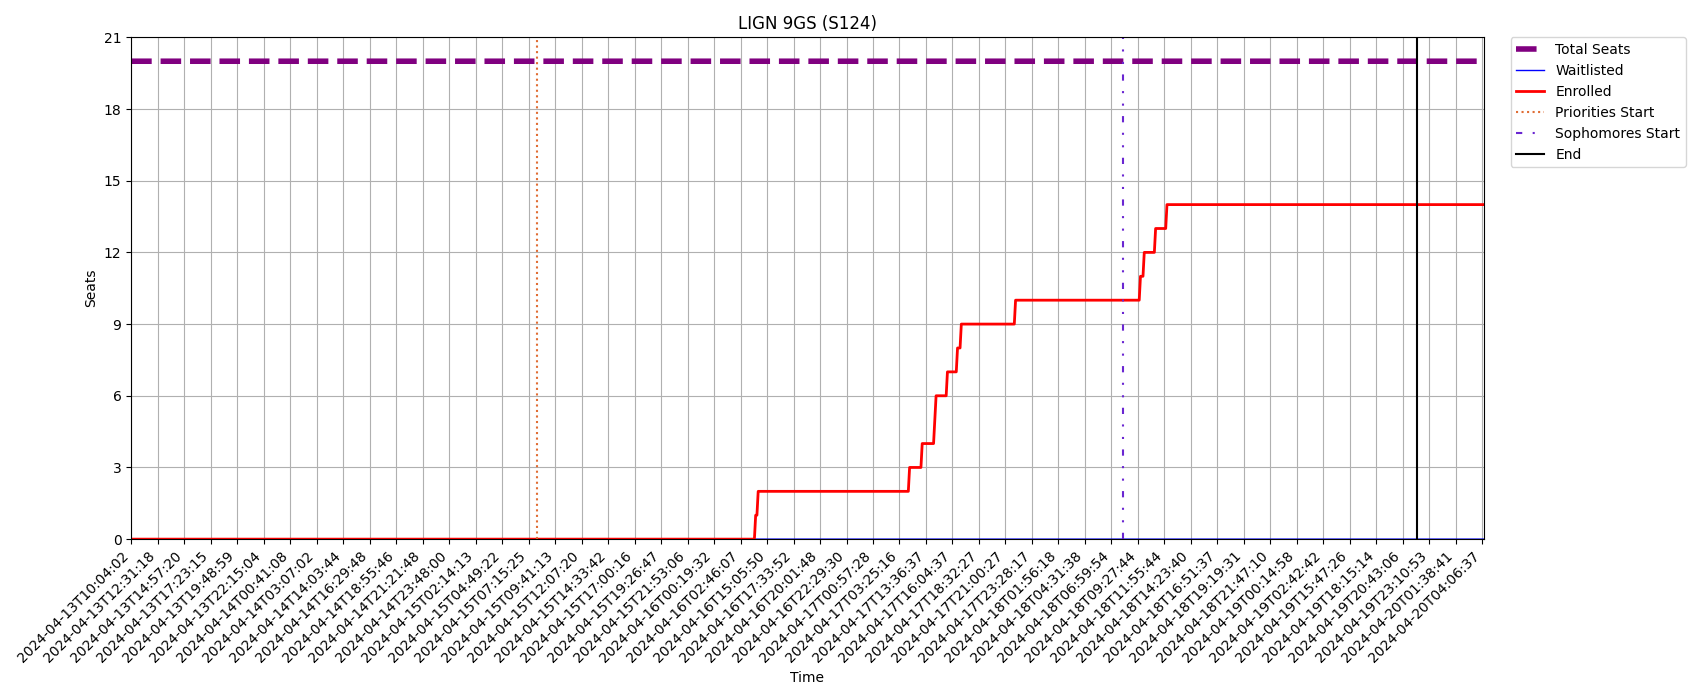 LIGN 9GS (S124)
Total Seats
Waitlisted
Enrolled
Priorities Start
Sophomores Start
End
21
18
15
12
9
6
3
0
Seats
2024-04-13T10:04:02
2024-04-13T12:31:18
2024-04-13T14:57:20
2024-04-13T17:23:15
2024-04-13T19:48:59
2024-04-13T22:15:04
2024-04-14T00:41:08
2024-04-14T03:07:02
2024-04-14T14:03:44
2024-04-14T16:29:48
2024-04-14T18:55:46
2024-04-14T21:21:48
2024-04-14T23:48:00
2024-04-15T02:14:13
2024-04-15T04:49:22
2024-04-15T07:15:25
2024-04-15T09:41:13
2024-04-15T12:07:20
2024-04-15T14:33:42
2024-04-15T17:00:16
2024-04-15T19:26:47
2024-04-15T21:53:06
2024-04-16T00:19:32
2024-04-16T02:46:07
2024-04-16T15:05:50
2024-04-16T17:33:52
2024-04-16T20:01:48
2024-04-16T22:29:30
2024-04-17T00:57:28
2024-04-17T03:25:16
2024-04-17T13:36:37
2024-04-17T16:04:37
2024-04-17T18:32:27
2024-04-17T21:00:27
2024-04-17T23:28:17
2024-04-18T01:56:18
2024-04-18T04:31:38
2024-04-18T06:59:54
2024-04-18T09:27:44
2024-04-18T11:55:44
2024-04-18T14:23:40
2024-04-18T16:51:37
2024-04-18T19:19:31
2024-04-18T21:47:10
2024-04-19T00:14:58
2024-04-19T02:42:42
2024-04-19T15:47:26
2024-04-19T18:15:14
2024-04-19T20:43:06
2024-04-19T23:10:53
2024-04-20T01:38:41
2024-04-20T04:06:37
Time